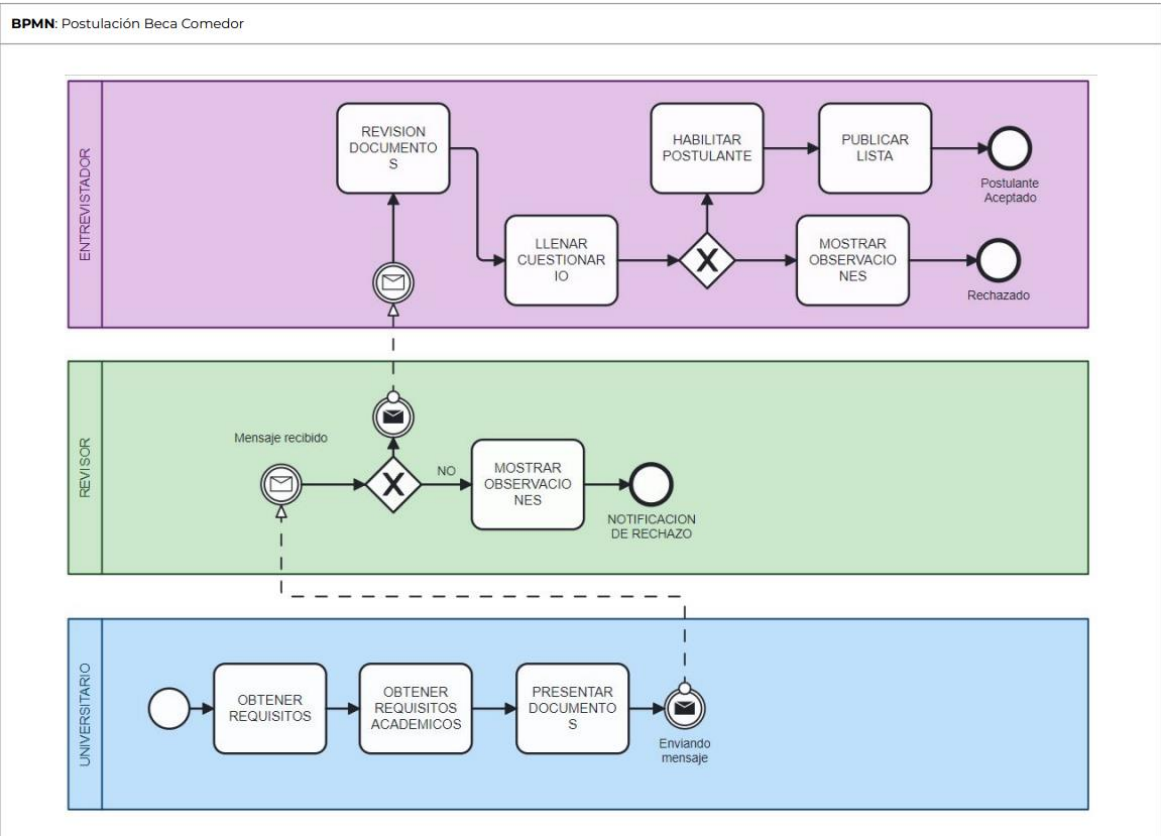 BPMN: Postulación Beca Comedor
ENTREVISTADOR
REVISION
DOCUMENTO
S
LLENAR
CUESTIONAR
IO
HABILITAR
POSTULANTE
PUBLICAR
LISTA
Postulante
Aceptado
MOSTRAR
OBSERVACIO
NES
Rechazado
REVISOR
Mensaje recibido
NO
MOSTRAR
OBSERVACIO
NES
NOTIFICACION
DE RECHAZO
UNIVERSITARIO
OBTENER
REQUISITOS
OBTENER
REQUISITOS
ACADEMICOS
PRESENTAR
DOCUMENTO
S
Enviando
mensaje